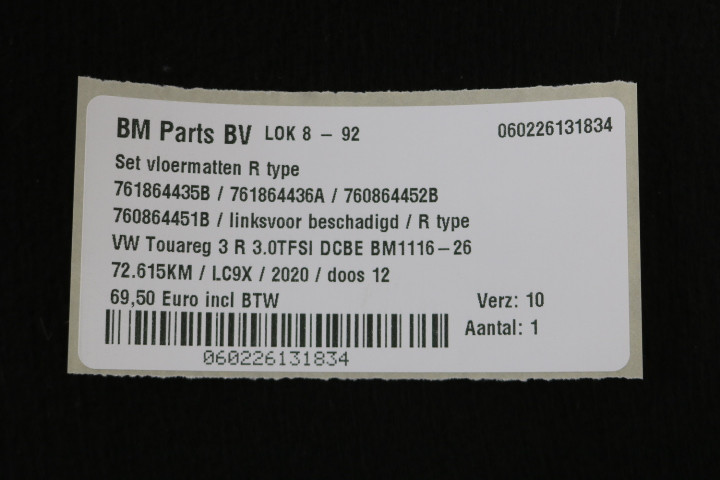 BM Parts BV LOK 8 - 92 060226131834
Set vloermatten R type
761864435B / 761864436A / 760864452B
760864451B / linksvoor beschadigd / R type
VW Touareg 3 R 3.0TFSI DCBE BM1116-26
72.615KM / LC9X / 2020 / doos 12
69,50 Euro incl BTW Verz: 10
Aantal: 1
060226131834